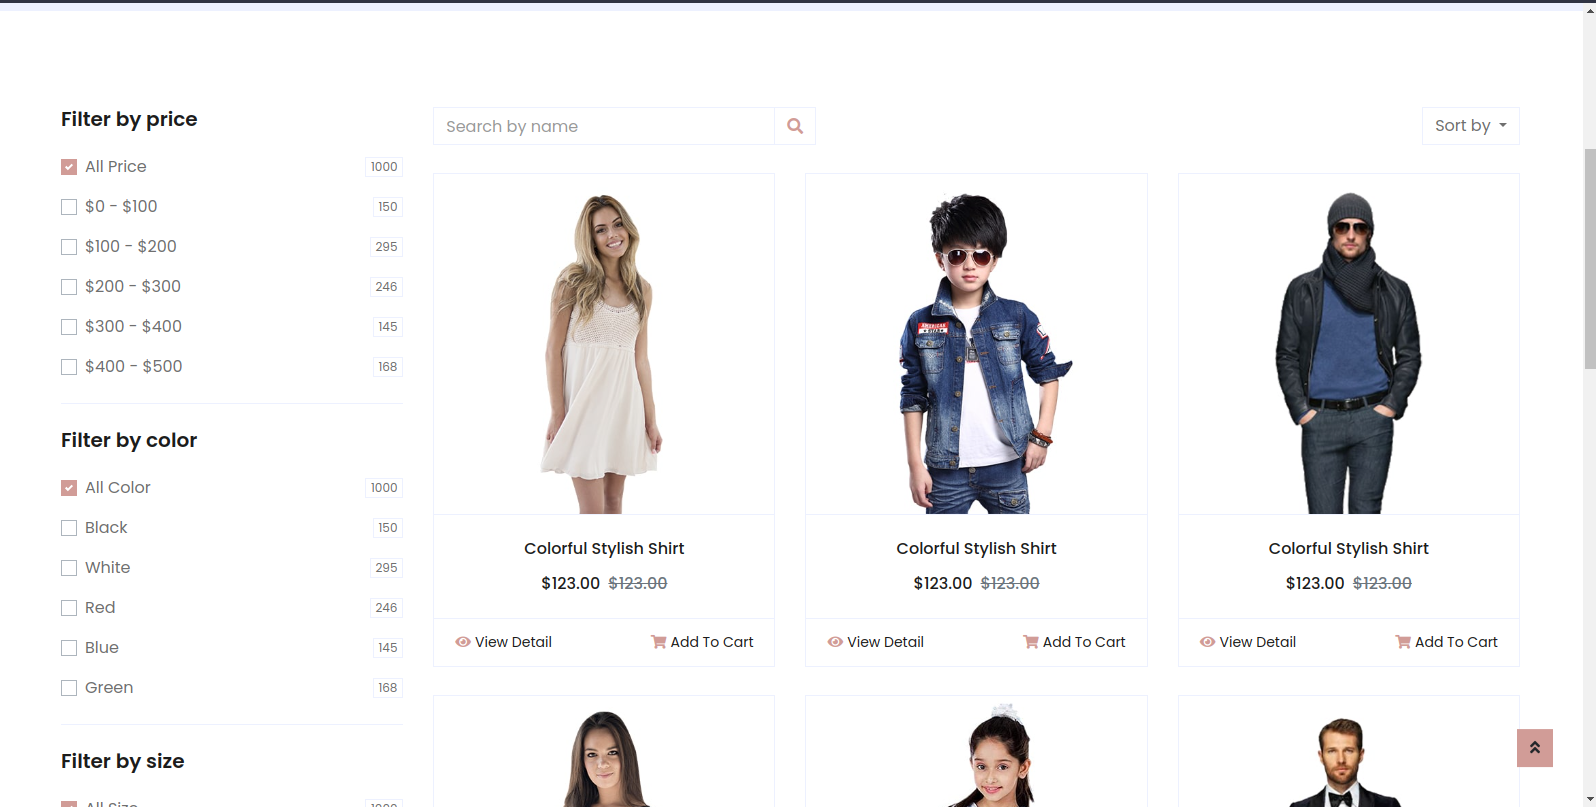 Filter by price
All Price 1000
$0 - $100 150
$100 - $200 295
$200 - $300 246
$300 - $400 145
$400 - $500 168
Filter by color
All Color 1000
Black 150
White 295
Red 246
Blue 145
Green 168
Filter by size
All Size 1000
Search by name
Sort by
Colorful Stylish Shirt
$123.00 $123.00
View Detail Add To Cart
Colorful Stylish Shirt
$123.00 $123.00
View Detail Add To Cart
Colorful Stylish Shirt
$123.00 $123.00
View Detail Add To Cart